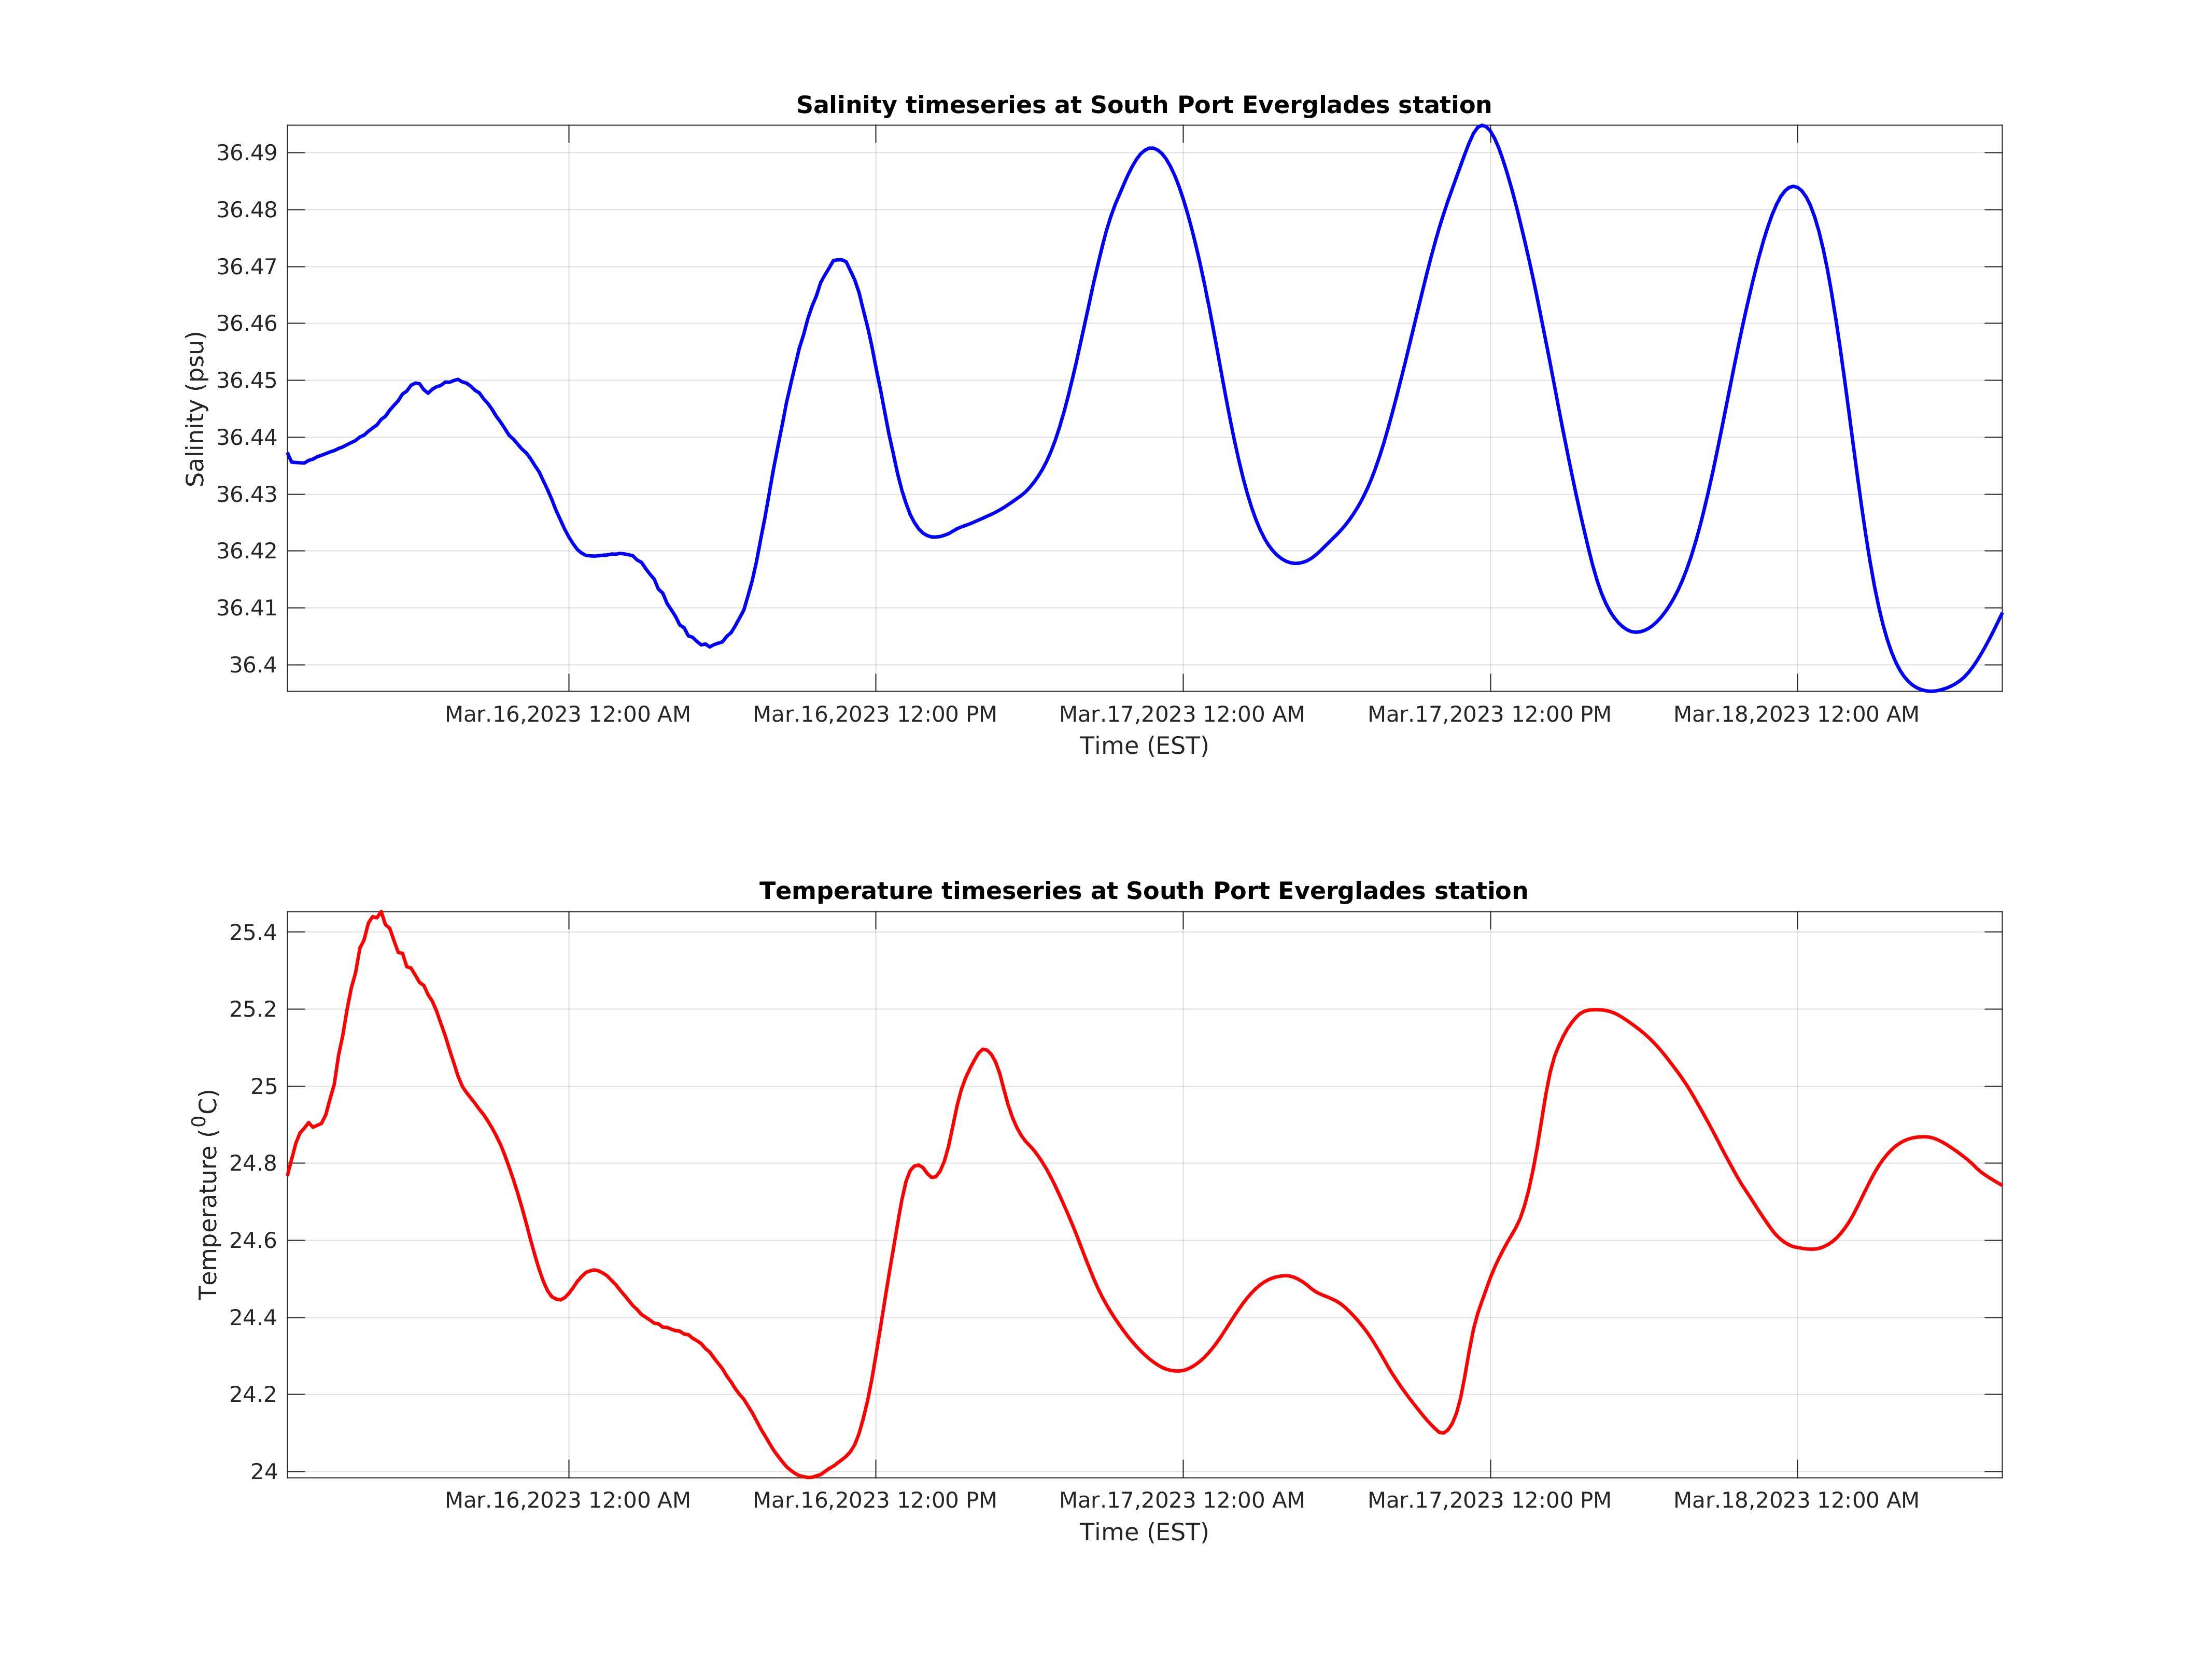 Salinity timeseries at South Port Everglades station
Salinity (psu)
36.49
36.48
36.47
36.46
36.45
36.44
36.43
36.42
36.41
36.4
Mar.16,2023 12:00 AM Mar.16,2023 12:00 PM Mar.17,2023 12:00 AM Mar.17,2023 12:00 PM Mar.18,2023 12:00 AM
Time (EST)
Temperature timeseries at South Port Everglades station
Temperature (⁰C)
25.4
25.2
25
24.8
24.6
24.4
24.2
24
Mar.16,2023 12:00 AM Mar.16,2023 12:00 PM Mar.17,2023 12:00 AM Mar.17,2023 12:00 PM Mar.18,2023 12:00 AM
Time (EST)